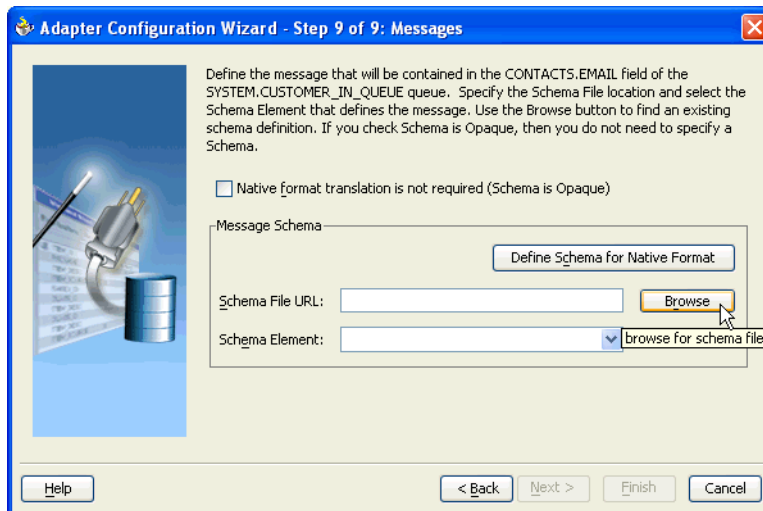 Adapter Configuration Wizard - Step 9 of 9: Messages
Define the message that will be contained in the CONTACTS.EMAIL field of the
SYSTEM.CUSTOMER_IN_QUEUE queue.  Specify the Schema File location and select the
Schema Element that defines the message. Use the Browse button to find an existing
schema definition. If you check Schema is Opaque, then you do not need to specify a
Schema.
Native format translation is not required (Schema is Opaque)
Message Schema
Define Schema for Native Format
Schema File URL:
Browse
Schema Element:
browse for schema file
Help
< Back
Next >
Finish
Cancel